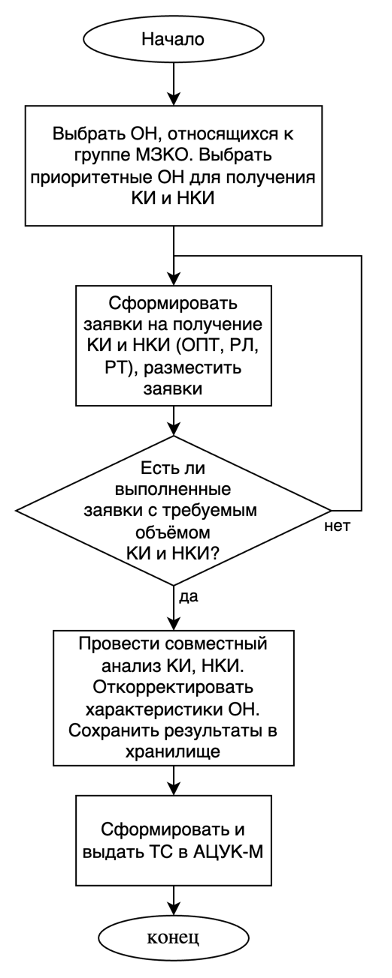 Начало
Выбрать ОН, относящихся к
группе МЗКО. Выбрать
приоритетные ОН для получения
КИ и НКИ
Сформировать
заявки на получение
КИ и НКИ (ОПТ, РЛ,
РТ), разместить
заявки
Есть ли
выполненные
заявки с требуемым
объёмом
КИ и НКИ?
нет
да
Провести совместный
анализ КИ, НКИ.
Откорректировать
характеристики ОН.
Сохранить результаты в
хранилище
Сформировать и
выдать ТС в АЦУК-М
конец